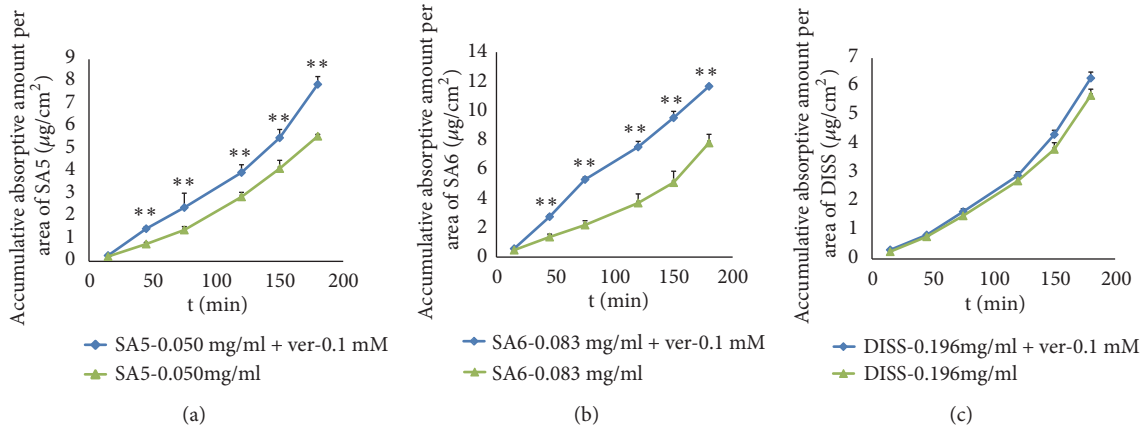 Accumulative absorptive amount per
area of SA5 (μg/cm²)
9
8
7
6
5
4
3
2
1
0
**
**
**
**
**
0 50 100 150 200
t (min)
SA5-0.050 mg/ml + ver-0.1 mM
SA5-0.050mg/ml
(a)
Accumulative absorptive amount per
area of SA6 (μg/cm²)
14
12
10
8
6
4
2
0
**
**
**
**
**
0 50 100 150 200
t (min)
SA6-0.083 mg/ml + ver-0.1 mM
SA6-0.083 mg/ml
(b)
Accumulative absorptive amount per
area of DISS (μg/cm²)
7
6
5
4
3
2
1
0
0 50 100 150 200
t (min)
DISS-0.196mg/ml + ver-0.1 mM
DISS-0.196mg/ml
(c)